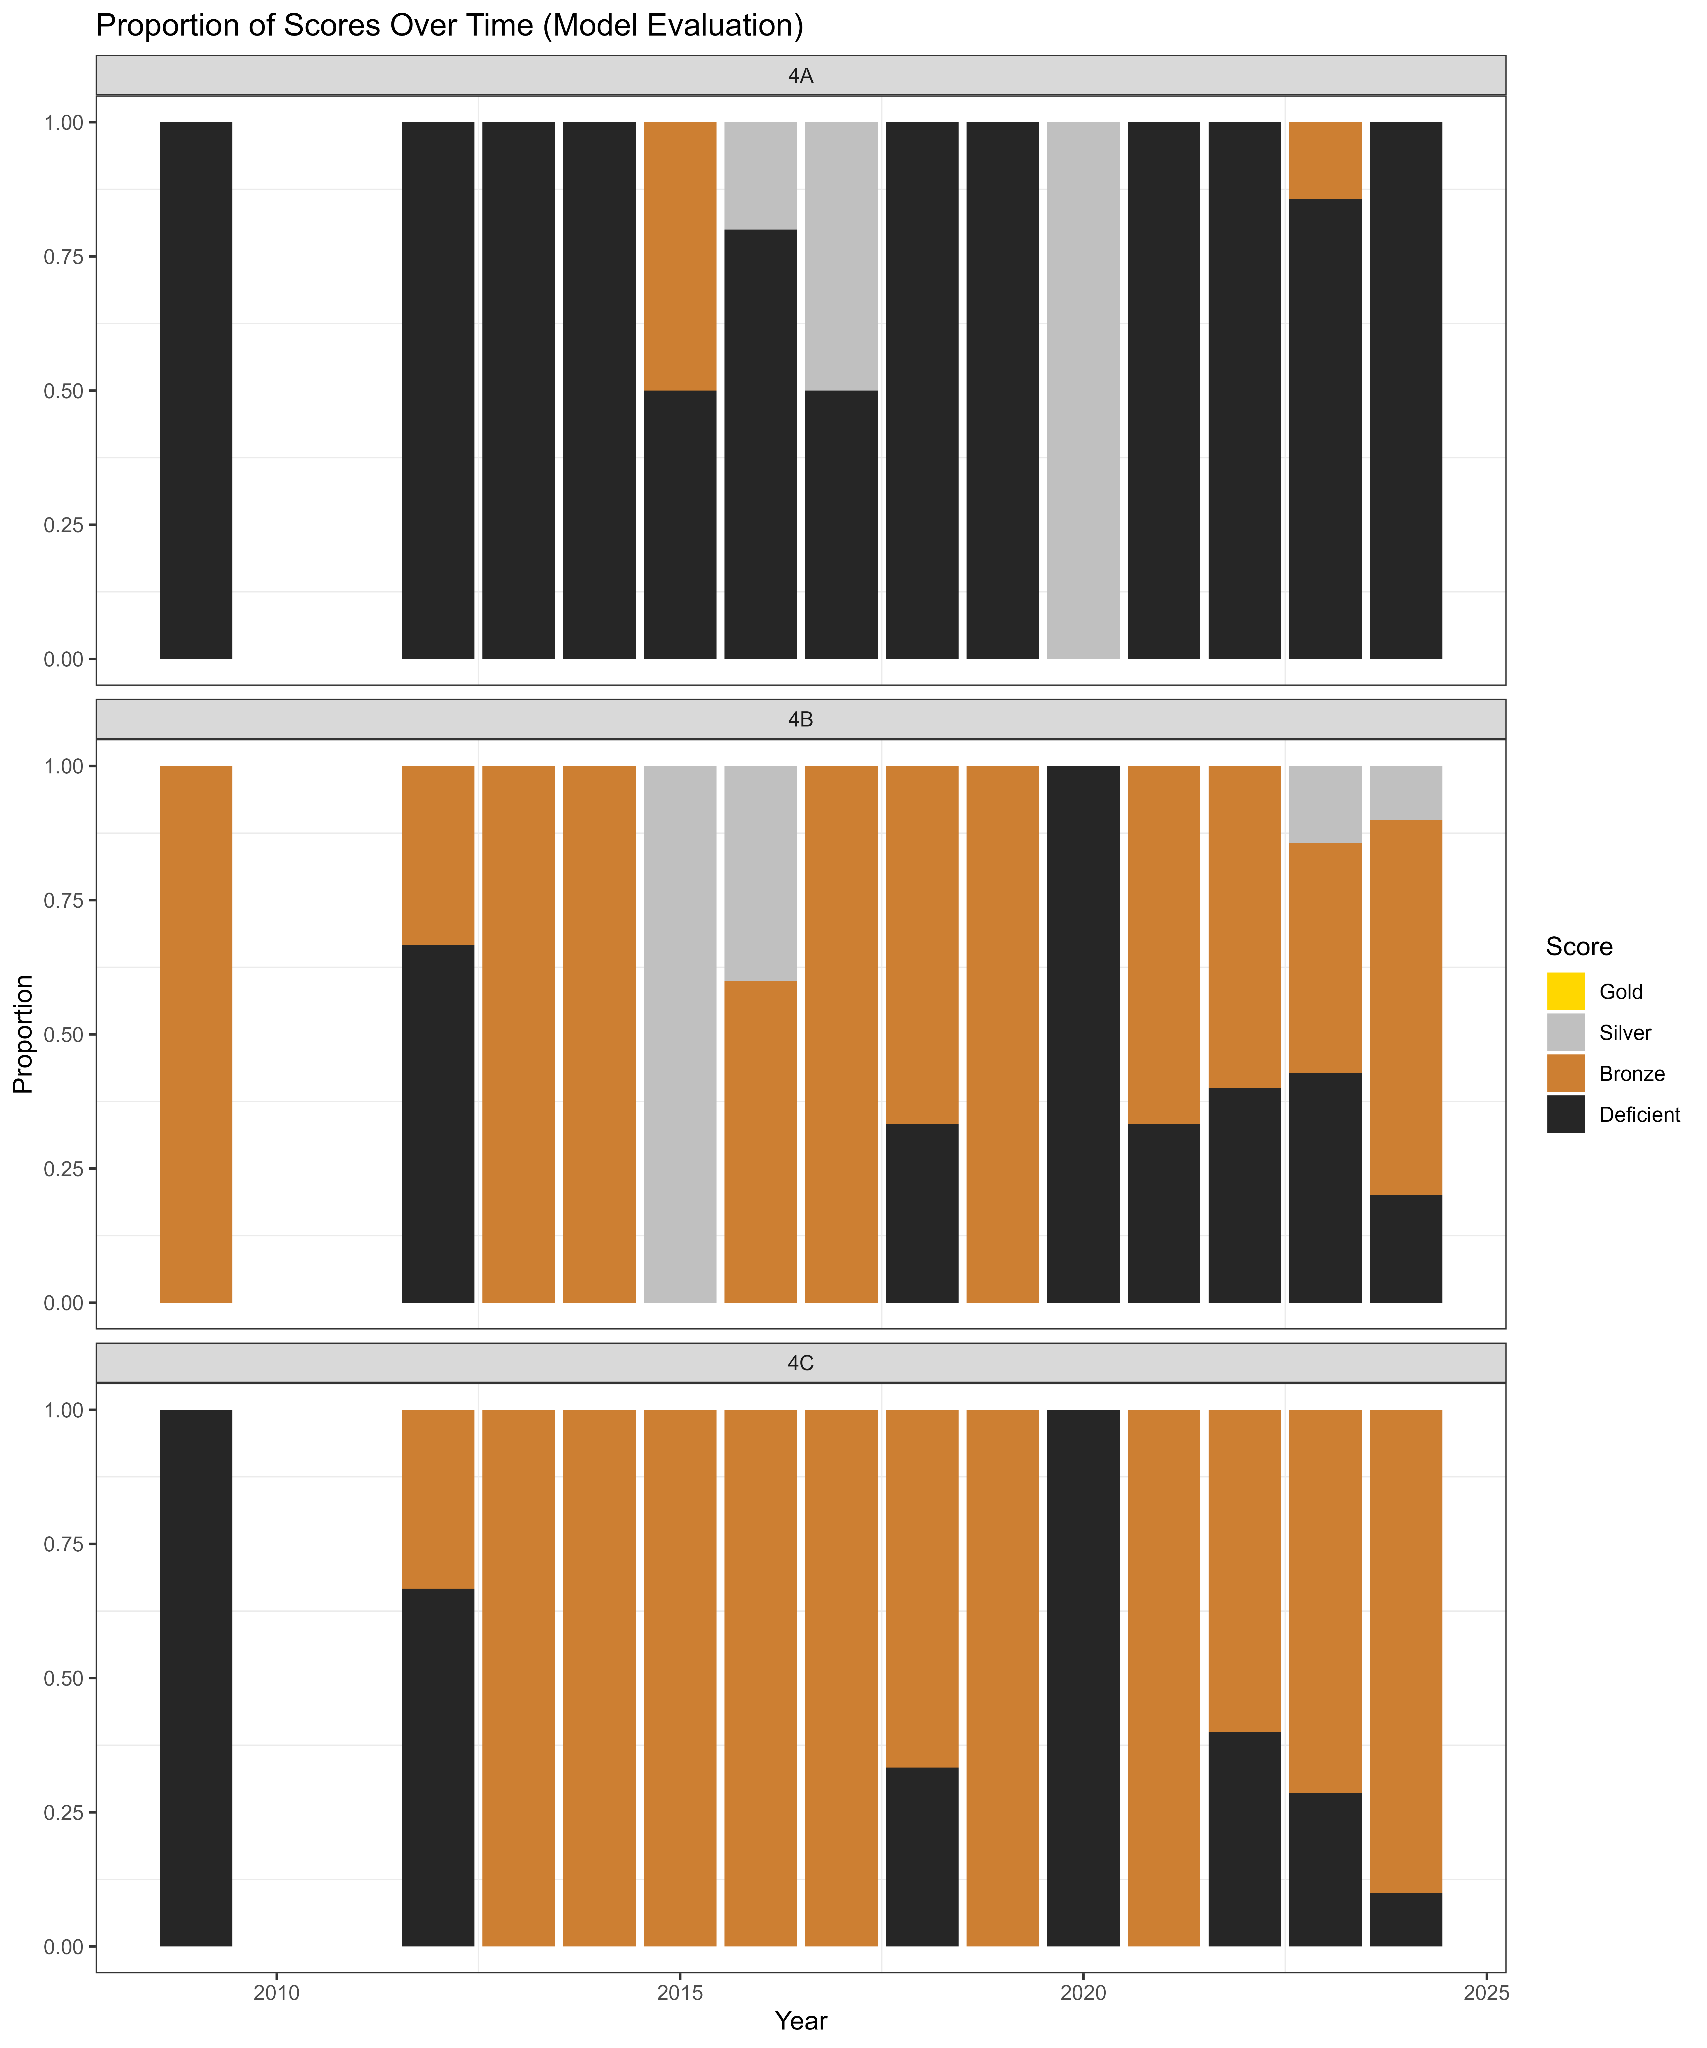 Proportion of Scores Over Time (Model Evaluation)
4A
1.00
0.75
0.50
0.25
0.00
4B
1.00
0.75
0.50
0.25
0.00
4C
1.00
0.75
0.50
0.25
0.00
2010 2015 2020 2025
Year
Proportion
Score
Gold
Silver
Bronze
Deficient